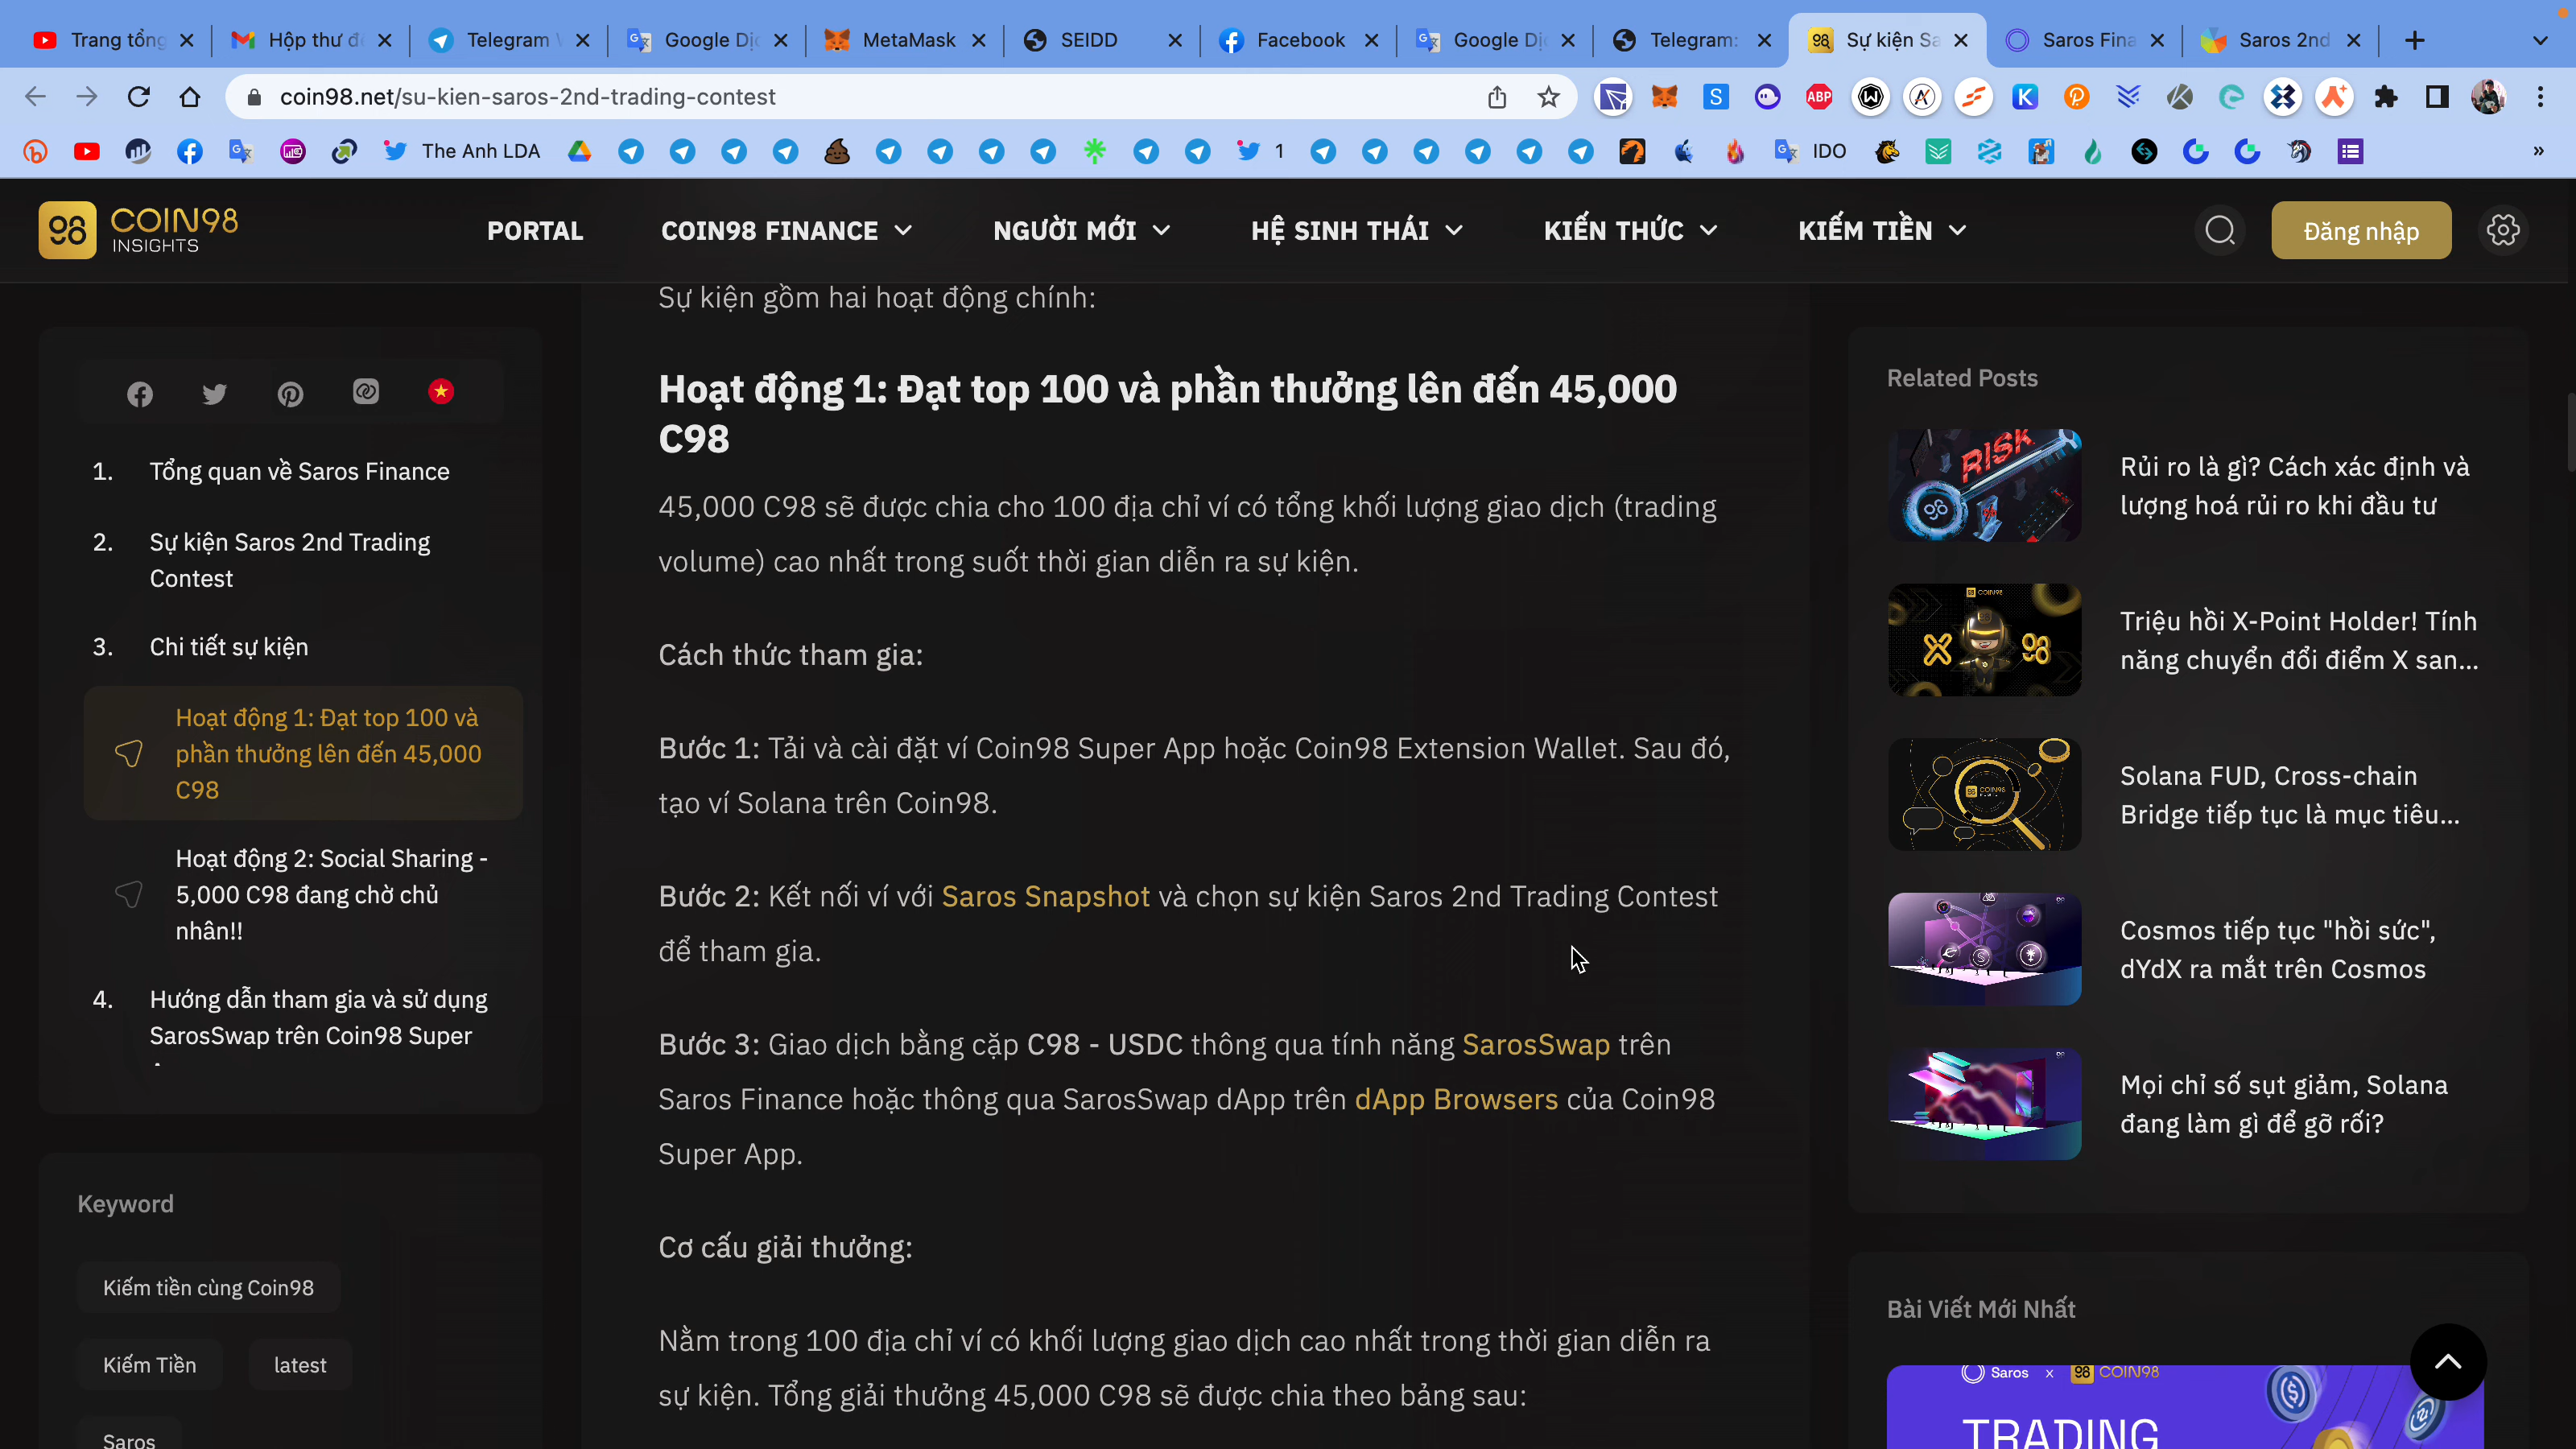 Trang tổng
Hộp thư đ
Telegram
Google Dị
MetaMask
SEIDD
Facebook
Google Dị
Telegram:
Sự kiện Sa
Saros Fina
Saros 2nd
coin98.net/su-kien-saros-2nd-trading-contest
The Anh LDA
1
IDO
COIN98
INSIGHTS
PORTAL
COIN98 FINANCE
NGƯỜI MỚI
HỆ SINH THÁI
KIẾN THỨC
KIẾM TIỀN
Đăng nhập
1. Tổng quan về Saros Finance
2. Sự kiện Saros 2nd Trading
Contest
3. Chi tiết sự kiện
Hoạt động 1: Đạt top 100 và
phần thưởng lên đến 45,000
C98
Hoạt động 2: Social Sharing -
5,000 C98 đang chờ chủ
nhân!!
4. Hướng dẫn tham gia và sử dụng
SarosSwap trên Coin98 Super
Keyword
Kiếm tiền cùng Coin98
Kiếm Tiền
latest
Saros
Sự kiện gồm hai hoạt động chính:
Hoạt động 1: Đạt top 100 và phần thưởng lên đến 45,000
C98
45,000 C98 sẽ được chia cho 100 địa chỉ ví có tổng khối lượng giao dịch (trading
volume) cao nhất trong suốt thời gian diễn ra sự kiện.
Cách thức tham gia:
Bước 1: Tải và cài đặt ví Coin98 Super App hoặc Coin98 Extension Wallet. Sau đó,
tạo ví Solana trên Coin98.
Bước 2: Kết nối ví với Saros Snapshot và chọn sự kiện Saros 2nd Trading Contest
để tham gia.
Bước 3: Giao dịch bằng cặp C98 - USDC thông qua tính năng SarosSwap trên
Saros Finance hoặc thông qua SarosSwap dApp trên dApp Browsers của Coin98
Super App.
Cơ cấu giải thưởng:
Nằm trong 100 địa chỉ ví có khối lượng giao dịch cao nhất trong thời gian diễn ra
sự kiện. Tổng giải thưởng 45,000 C98 sẽ được chia theo bảng sau:
Related Posts
RISK
Rủi ro là gì? Cách xác định và
lượng hoá rủi ro khi đầu tư
COIN98
Triệu hồi X-Point Holder! Tính
năng chuyển đổi điểm X san...
Solana FUD, Cross-chain
Bridge tiếp tục là mục tiêu...
Cosmos tiếp tục "hồi sức",
dYdX ra mắt trên Cosmos
Mọi chỉ số sụt giảm, Solana
đang làm gì để gỡ rối?
Bài Viết Mới Nhất
Saros x COIN98
TRADING